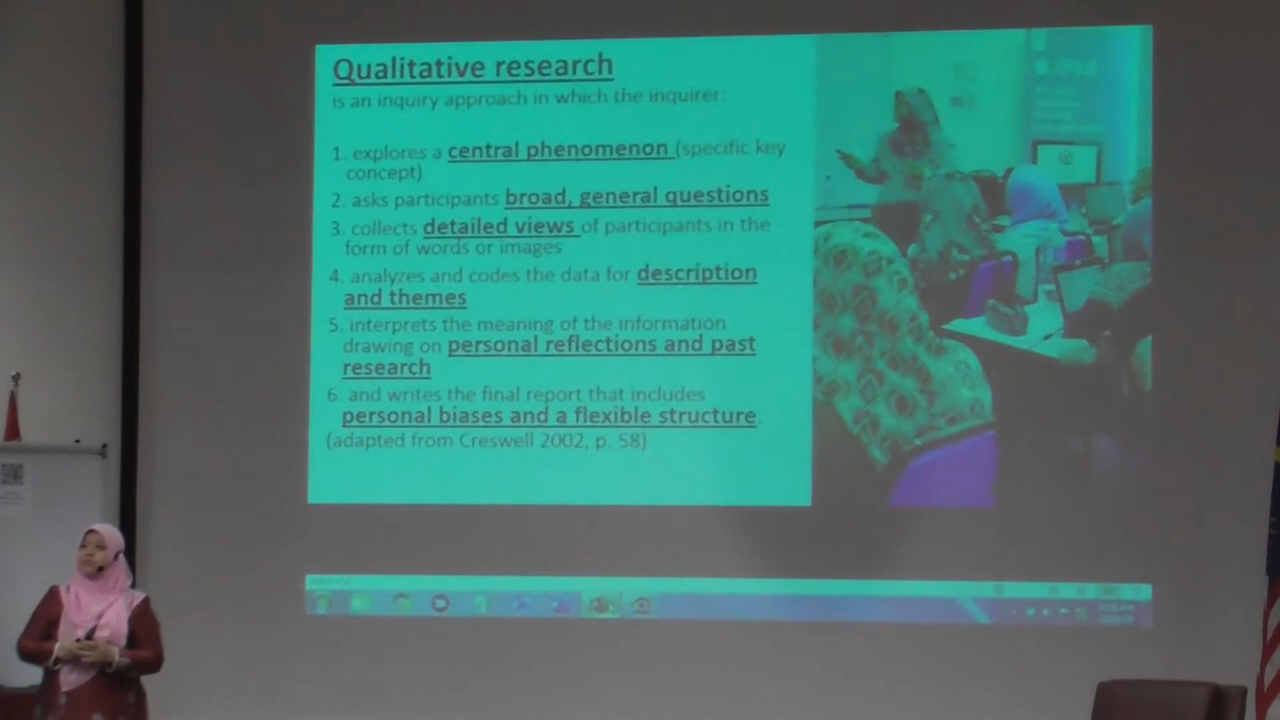 Qualitative research
is an inquiry approach in which the inquirer:
1. explores a central phenomenon (specific key
concept)
2. asks participants broad, general questions
3. collects detailed views of participants in the
form of words or images
4. analyzes and codes the data for description
and themes
5. interprets the meaning of the information
drawing on personal reflections and past
research
6. and writes the final report that includes
personal biases and a flexible structure.
(adapted from Creswell 2002, p. 58)